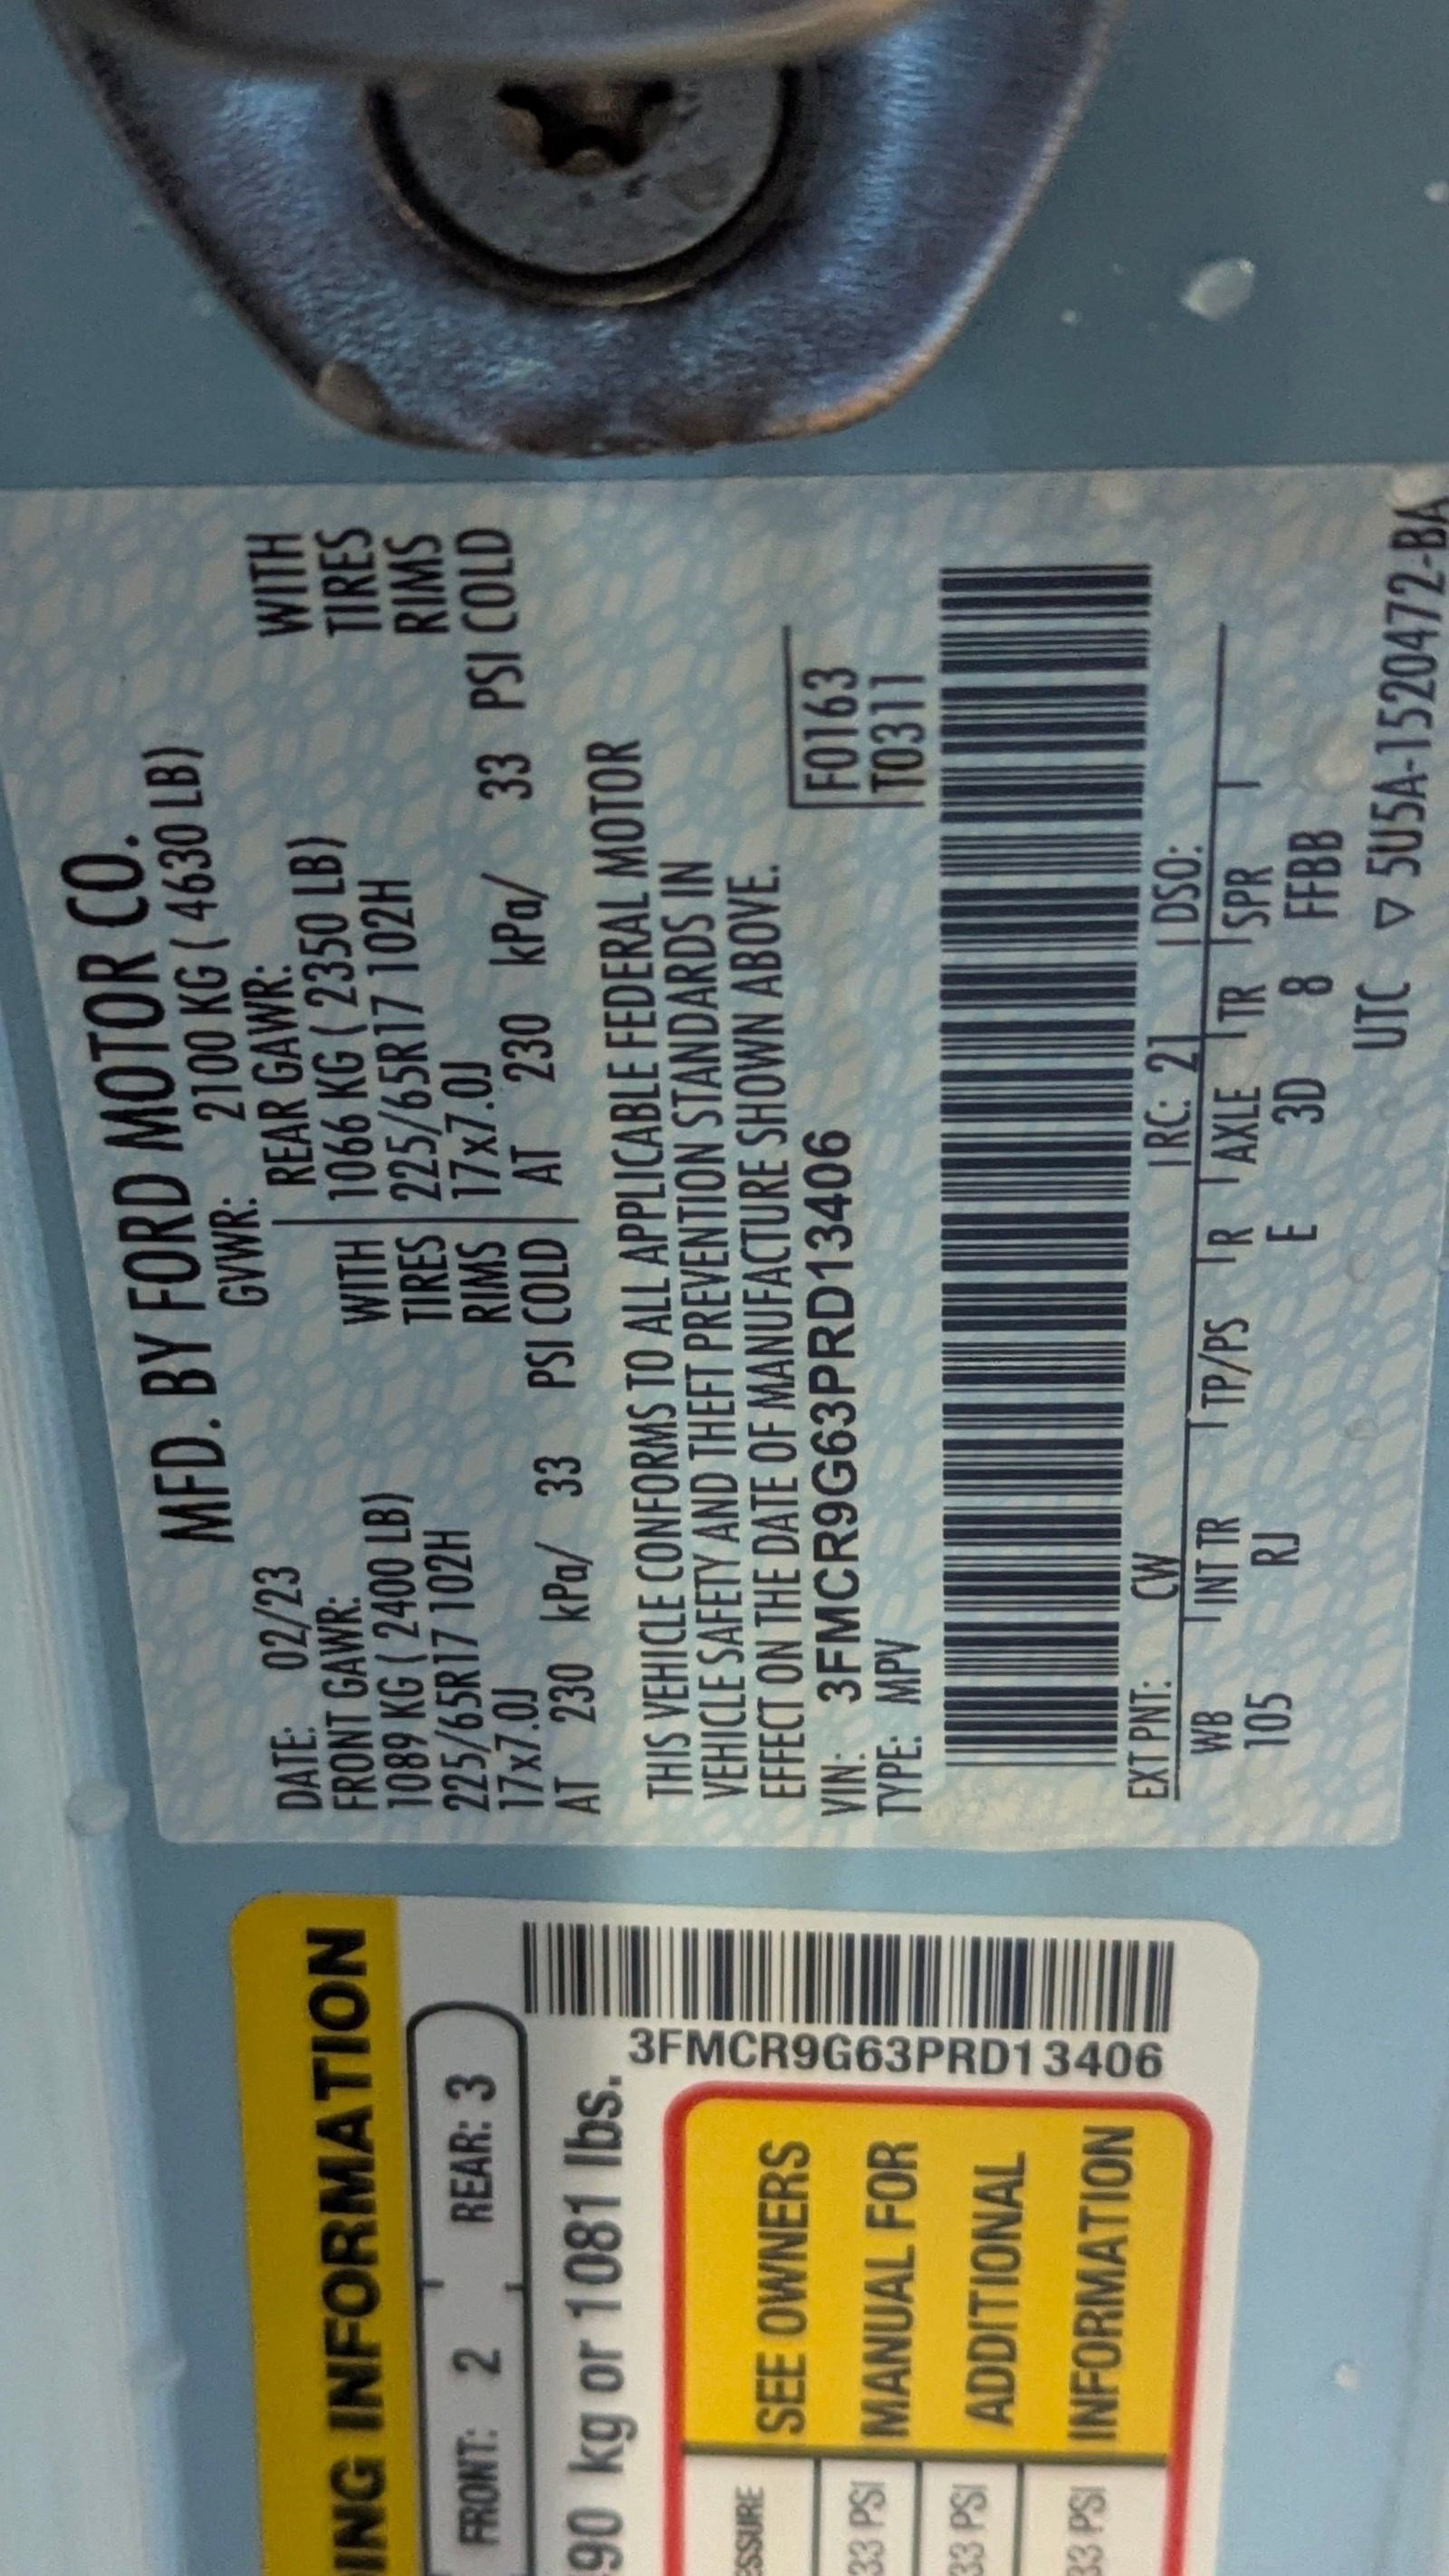 MFD. BY FORD MOTOR CO.
DATE: 02/23 GVWR: 2100 KG ( 4630 LB)
FRONT GAWR: REAR GAWR:
1089 KG ( 2400 LB) WITH 1066 KG ( 2350 LB) WITH
225/65R17 102H TIRES 225/65R17 102H TIRES
17x7.0J RIMS 17x7.0J RIMS
AT 230 kPa/ 33 PSI COLD AT 230 kPa/ 33 PSI COLD
THIS VEHICLE CONFORMS TO ALL APPLICABLE FEDERAL MOTOR
VEHICLE SAFETY AND THEFT PREVENTION STANDARDS IN
EFFECT ON THE DATE OF MANUFACTURE SHOWN ABOVE.
VIN: 3FMCR9G63PRD13406 F0163
TYPE: MPV T0311
EXT PNT: CW RC: 21 DSO:
WB INT TR TP/PS R AXLE TR SPR
105 RJ E 3D 8 FFBB
UTC ▽ 5U5A-1520472-BA
ING INFORMATION
FRONT: 2 REAR: 3
90 kg or 1081 lbs.
3FMCR9G63PRD13406
ESSURE
33 PSI
33 PSI
33 PSI
SEE OWNERS
MANUAL FOR
ADDITIONAL
INFORMATION